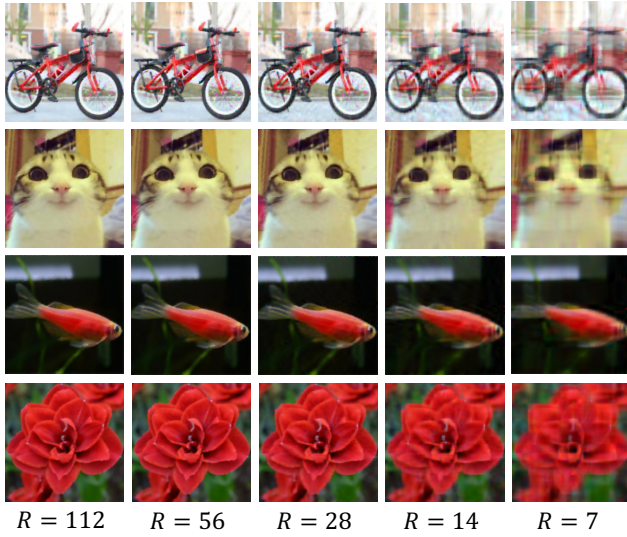 R = 112 R = 56 R = 28 R = 14 R = 7